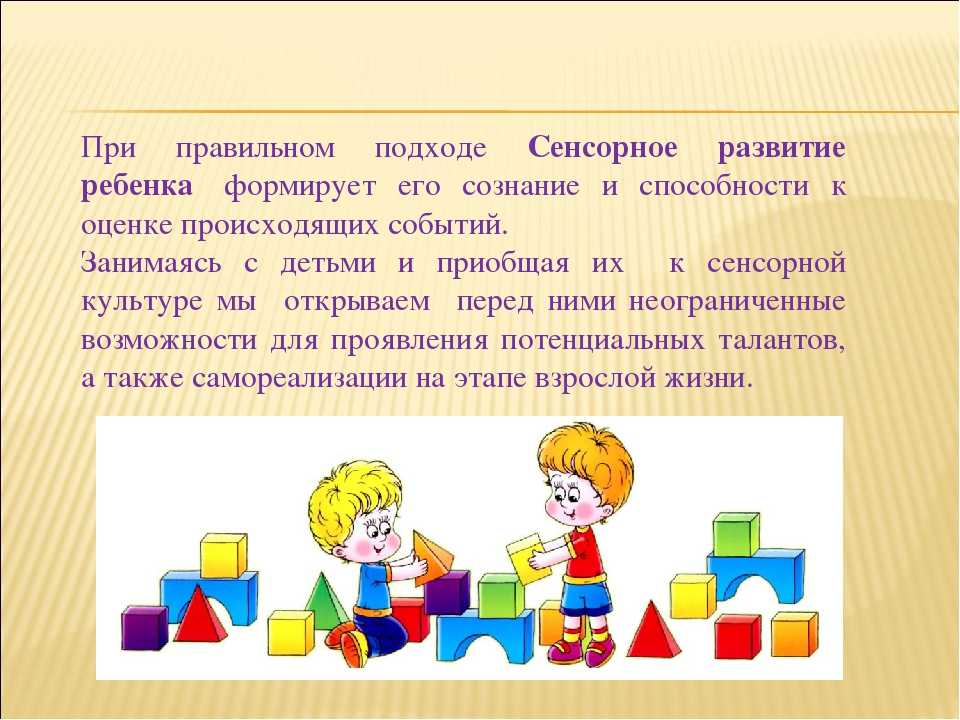 При правильном подходе Сенсорное развитие
ребенка формирует его сознание и способности к
оценке происходящих событий.
Занимаясь с детьми и приобщая их к сенсорной
культуре мы открываем перед ними неограниченные
возможности для проявления потенциальных талантов,
а также самореализации на этапе взрослой жизни.